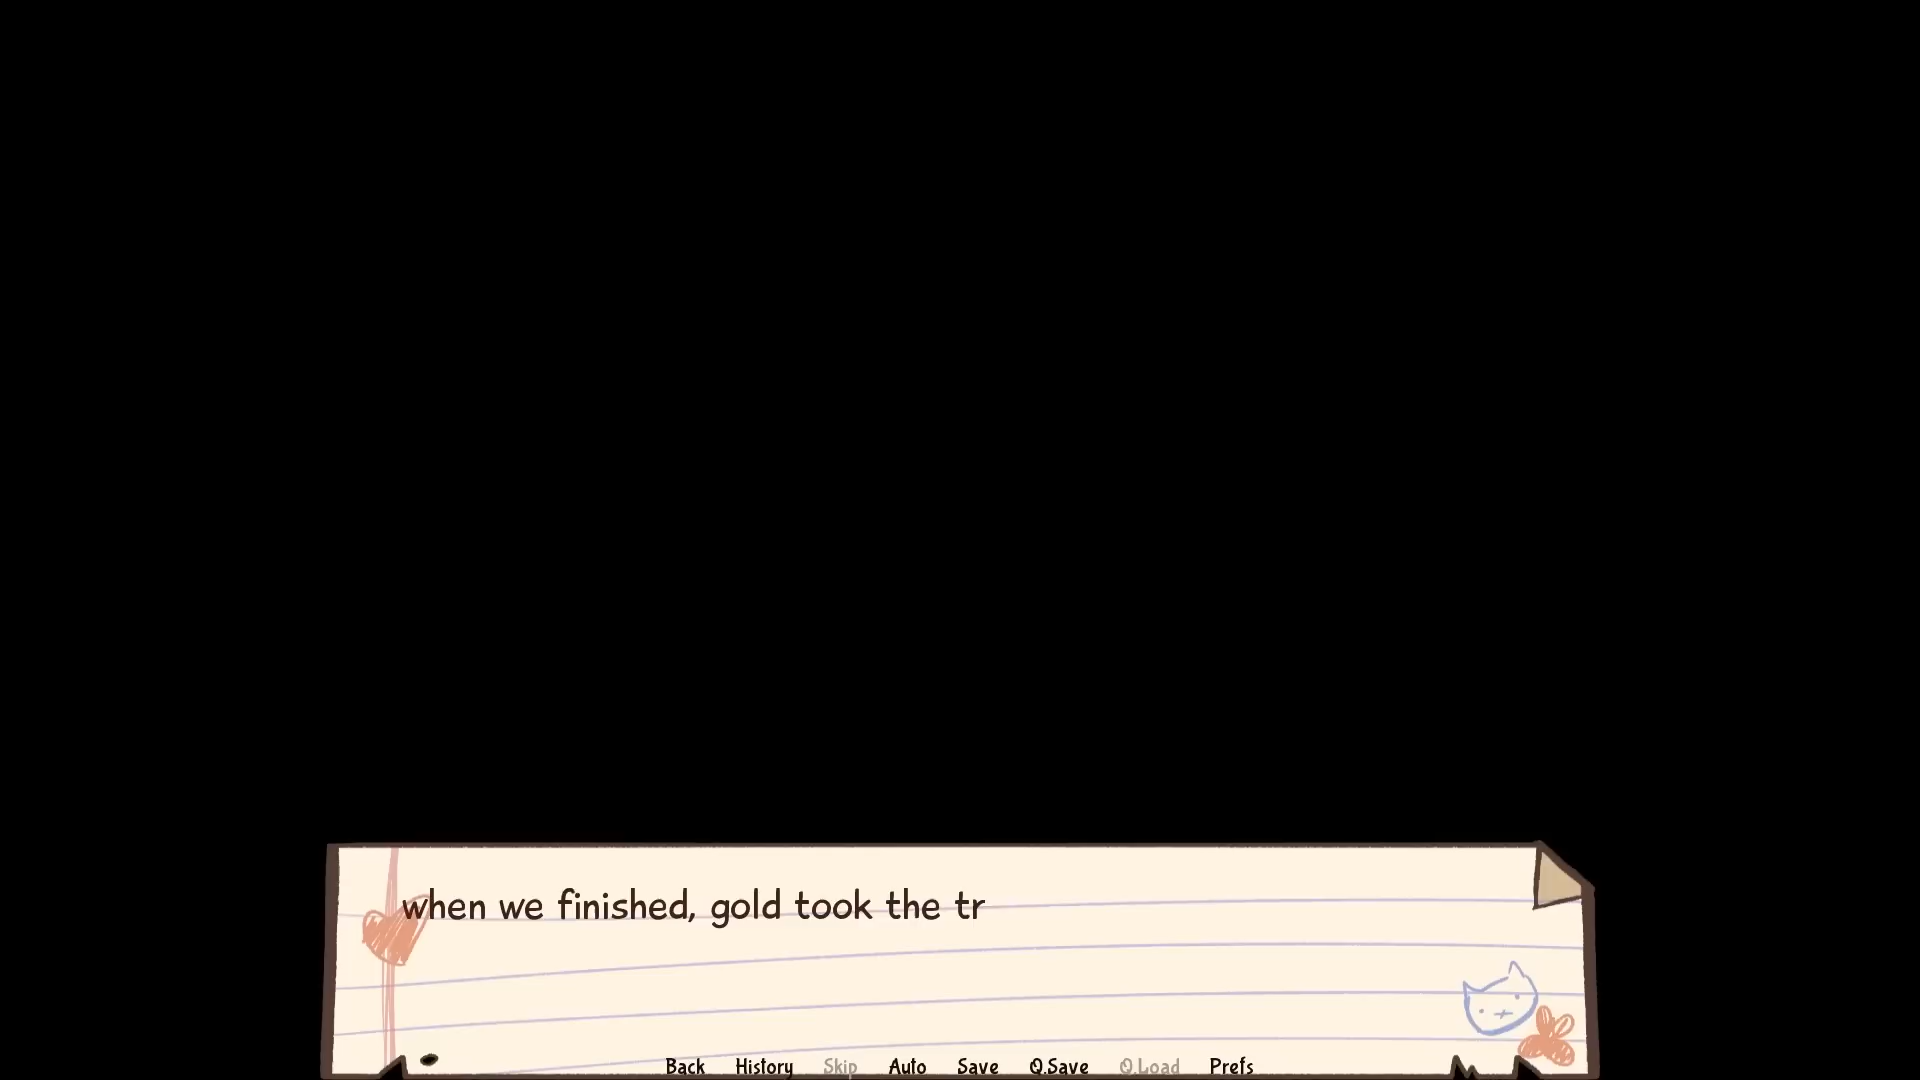 when we finished, gold took the tr
Back History Skip Auto Save Q.Save Q.Load Prefs